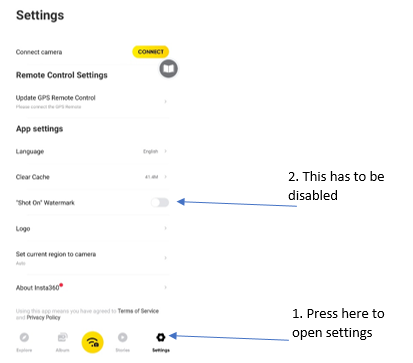 Settings
Connect camera
CONNECT
Remote Control Settings
Update GPS Remote Control
Please connect the GPS Remote
App settings
Language
English
Clear Cache
41.4M
2. This has to be
disabled
"Shot On" Watermark
Logo
Set current region to camera
Auto
About Insta360
1. Press here to
open settings
Using this app means you have agreed to Terms of Service
and Privacy Policy
Explore
Album
Stories
Settings